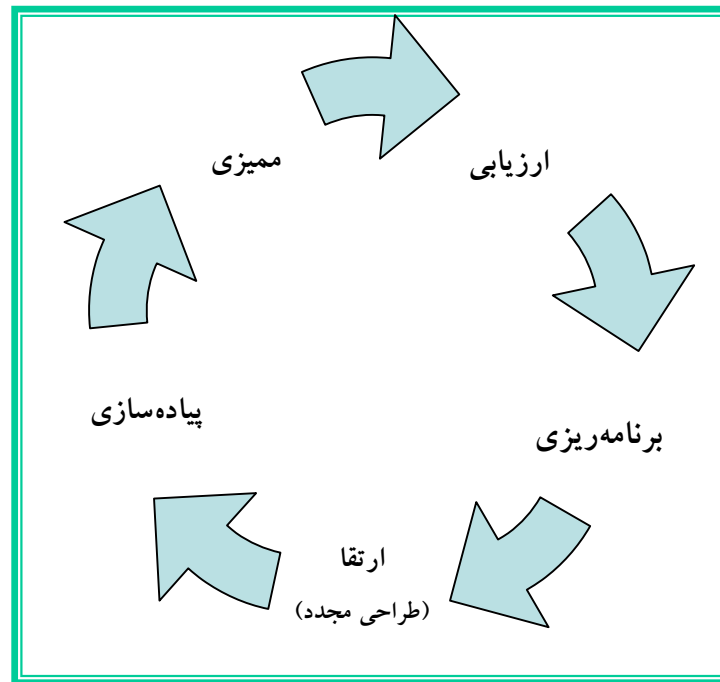 ممیزی
ارزیابی
برنامه‌ریزی
ارتقا
(طراحی مجدد)
پیاده‌سازی